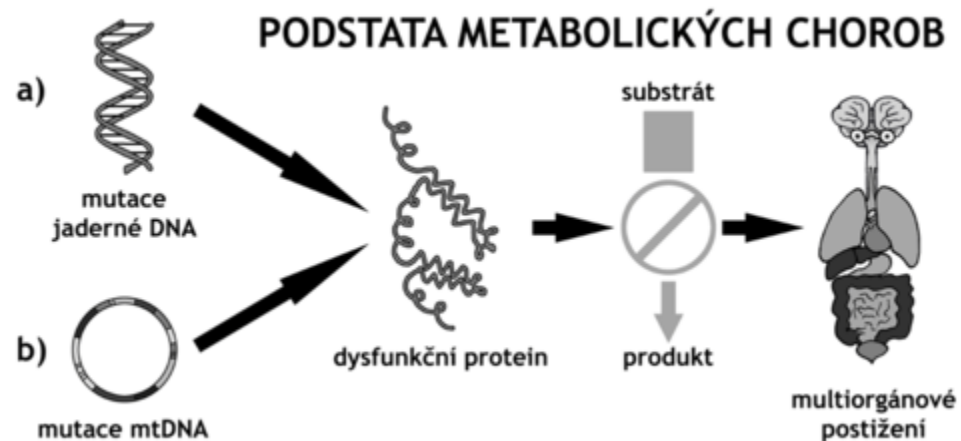 PODSTATA METABOLICKÝCH CHOROB
a)
mutace
jaderné DNA
b)
mutace mtDNA
dysfunkční protein
substrát
produkt
multiorgánové
postižení